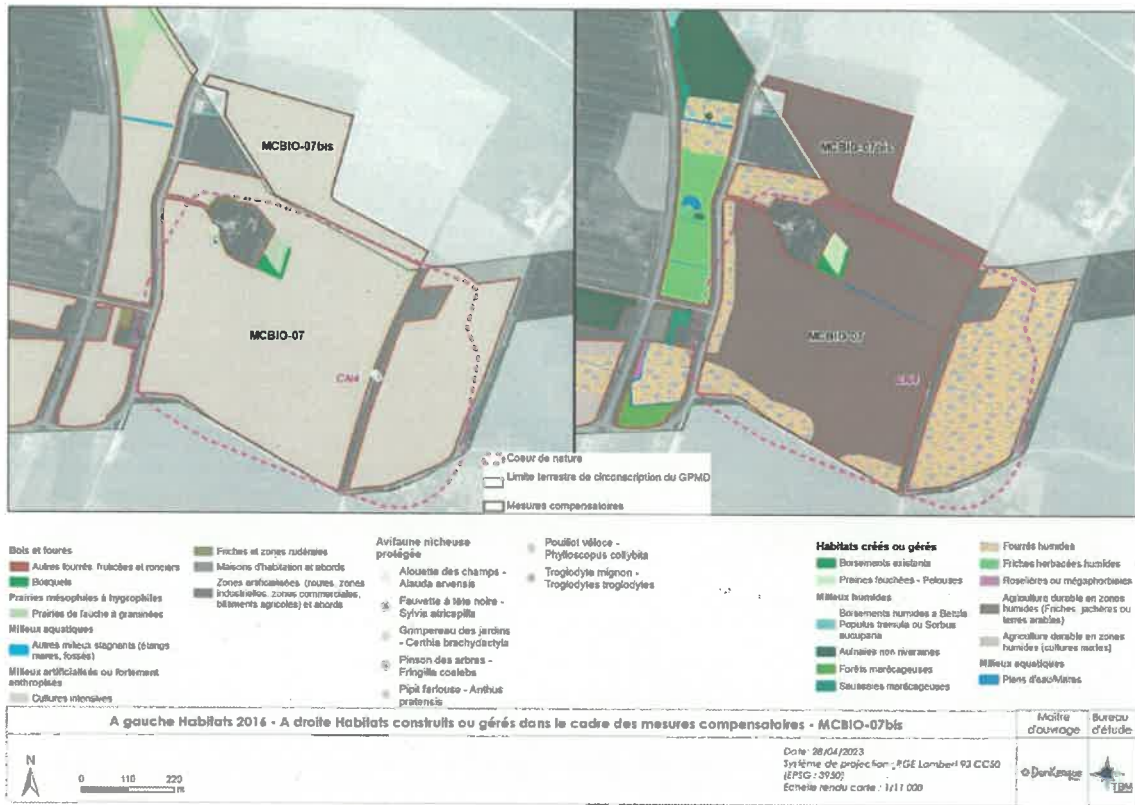 MCBIO-07bis
MCBIO-07
CN4
MCBIO-07bis
MCBIO-07
CN4
Coeur de nature
Limite terrestre de circonscription du GPMD
Mesures compensatoires
Bois et fourrés
Autres fourrés, fruticées et ronciers
Bosquets
Prairies mésophiles à hygrophiles
Prairies de fauche à graminées
Milieux aquatiques
Autres milieux stagnants (étangs
mares, fossés)
Milieux artificialisés ou fortement
anthropisés
Cultures intensives
Friches et zones rudérales
Maisons d'habitation et abords
Zones artificialisées (routes, zones
industrielles, zones commerciales,
bâtiments agricoles) et abords
Avifaune nicheuse
protégée
Alouette des champs -
Alauda arvensis
Fauvette à tête noire -
Sylvia atricapilla
Grimpereau des jardins
- Certhia brachydactyla
Pinson des arbres -
Fringilla coelebs
Pipit farlouse - Anthus
pratensis
Pouillot véloce -
Phylloscopus collybita
Troglodyte mignon -
Troglodytes troglodytes
Habitats créés ou gérés
Boisements existants
Prairies fauchées - Pelouses
Milieux humides
Boisements humides a Betula
Populus tremula ou Sorbus
aucuparia
Aulnaies non riveraines
Forêts marécageuses
Saussaies marécageuses
Fourrés humides
Friches herbacées humides
Roselières ou mégaphorbiaies
Agriculture durable en zones
humides (Friches, jachères ou
terres arables)
Agriculture durable en zones
humides (cultures mixtes)
Milieux aquatiques
Plans d'eau/Mares
A gauche Habitats 2016 - A droite Habitats construits ou gérés dans le cadre des mesures compensatoires - MCBIO-07bis
Maître
d'ouvrage
Bureau
d'étude
N
0 110 220
m
Date: 28/04/2023
Système de projection : RGF Lambert 93 CC50
(EPSG : 3950)
Echelle rendu carte : 1/11 000
Dunkerque
Port
TBM